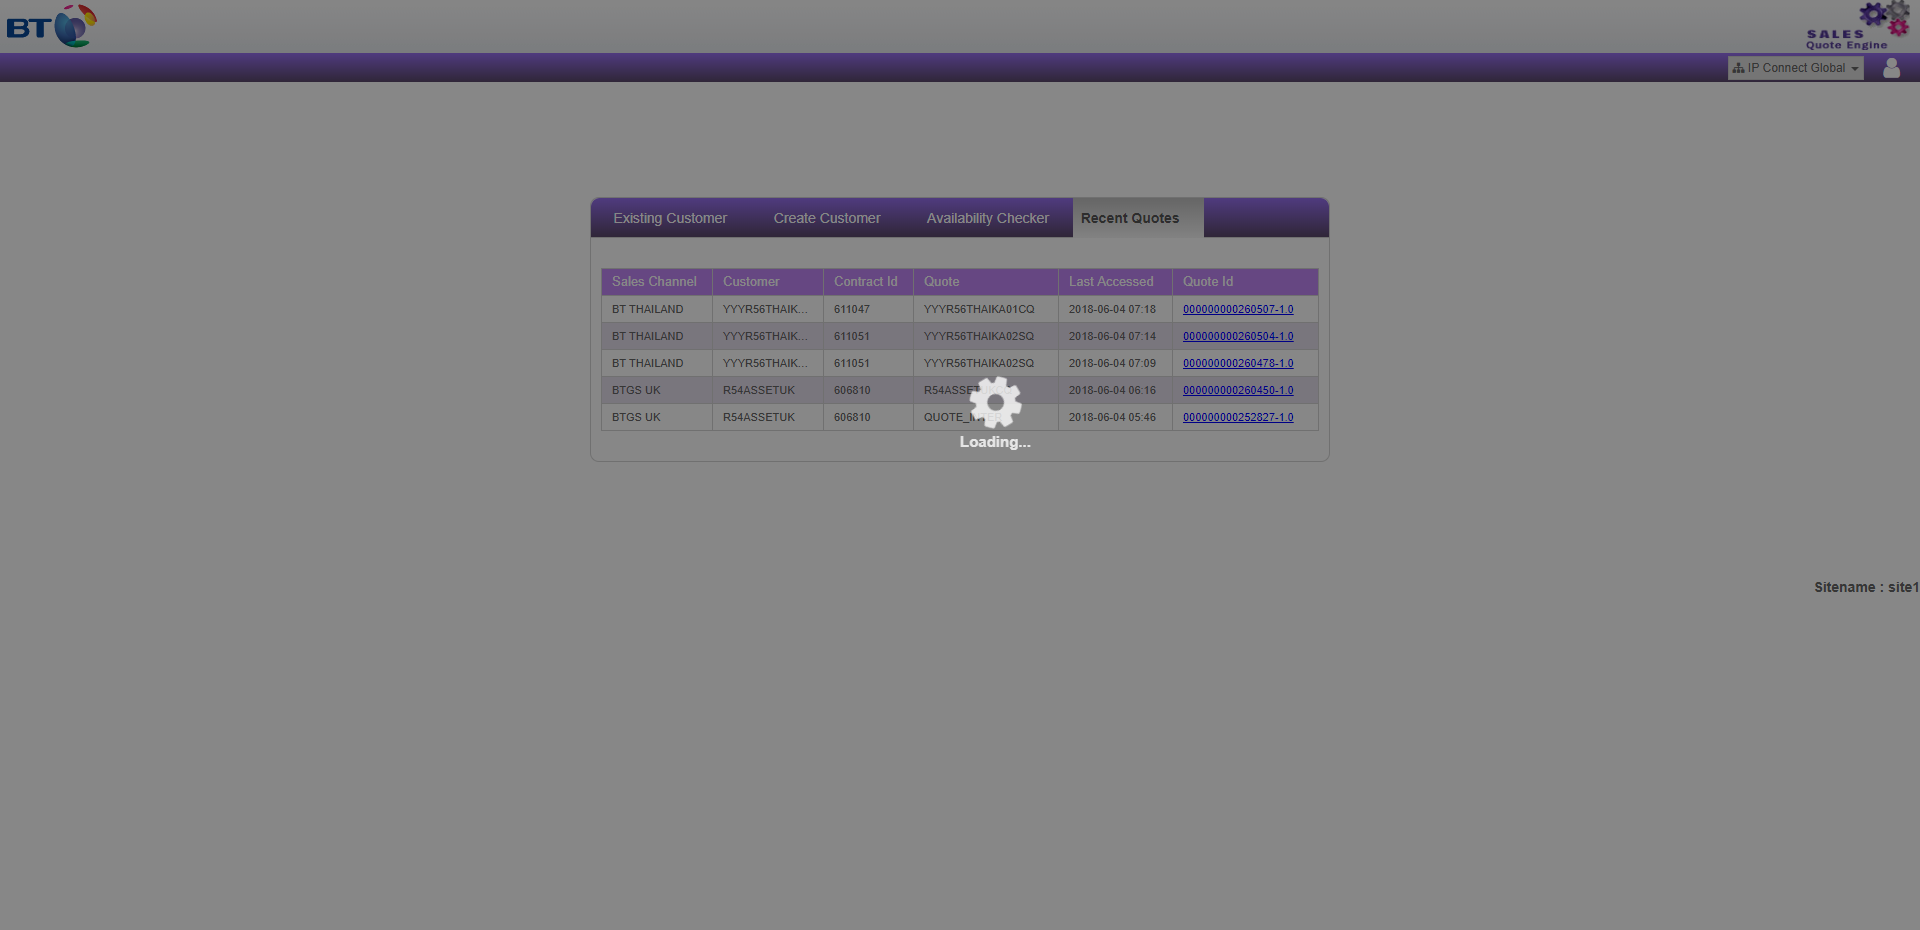 BT
SALES
Quote Engine
IP Connect Global
Existing Customer Create Customer Availability Checker Recent Quotes
Sales Channel Customer Contract Id Quote Last Accessed Quote Id
BT THAILAND YYYR56THAIK... 611047 YYYR56THAIKA01CQ 2018-06-04 07:18 000000000260507-1.0
BT THAILAND YYYR56THAIK... 611051 YYYR56THAIKA02SQ 2018-06-04 07:14 000000000260504-1.0
BT THAILAND YYYR56THAIK... 611051 YYYR56THAIKA02SQ 2018-06-04 07:09 000000000260478-1.0
BTGS UK R54ASSETUK 606810 2018-06-04 06:16 000000000260450-1.0
BTGS UK R54ASSETUK 606810 2018-06-04 05:46 000000000252827-1.0
Loading...
Sitename : site1